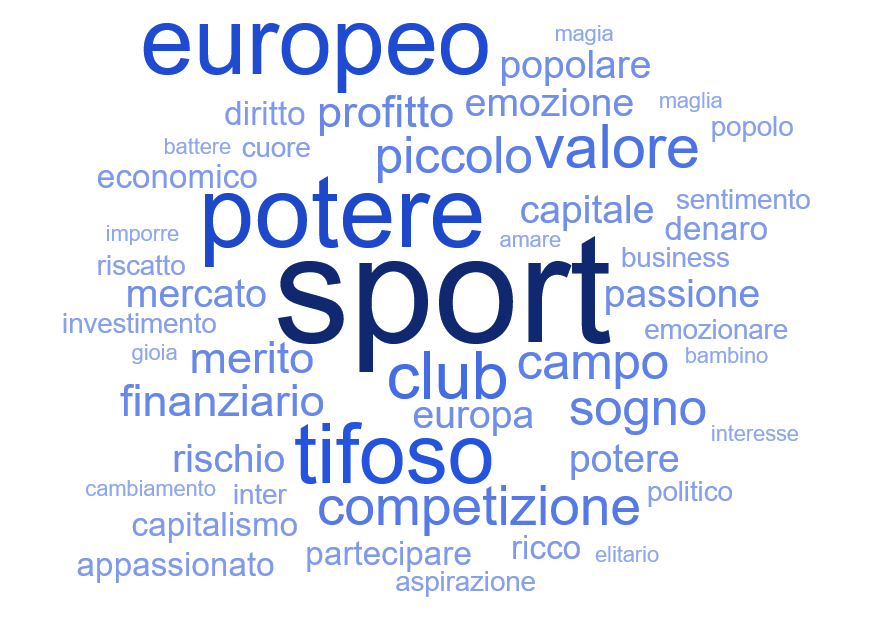 magia
europeo
popolare
diritto profitto emozione maglia
popolo
battere cuore piccolo valore
economico
potere capitale sentimento
denaro
imporre amare
riscatto sport business
mercato passione
investimento emozionare
gioia merito club campo bambino
finanziario europa sogno
interesse
rischio tifoso potere
cambiamento inter competizione politico
capitalismo
appassionato partecipare ricco elitario
aspirazione